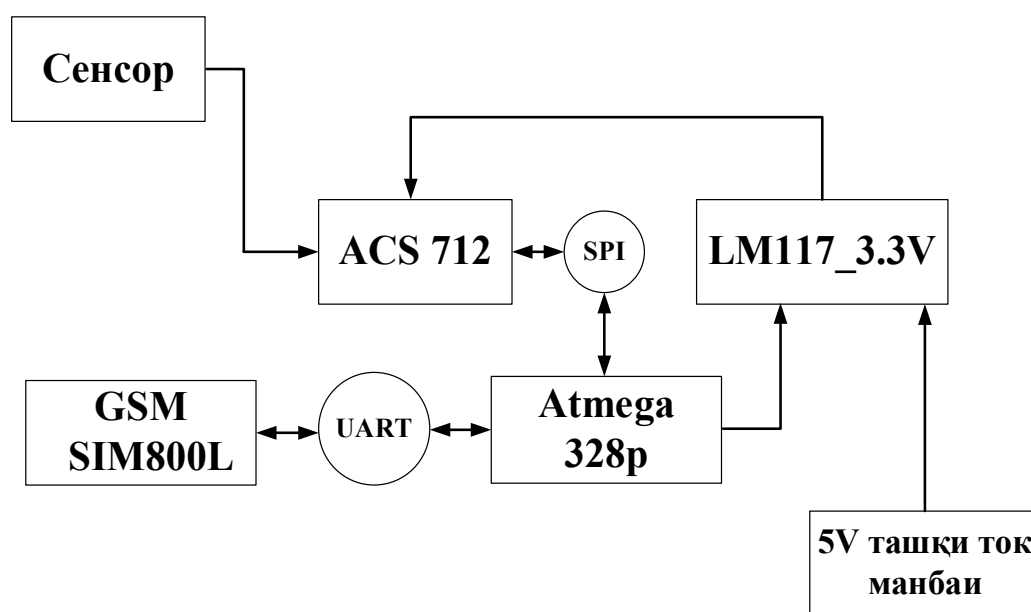 Сенсор
ACS 712
SPI
LM117_3.3V
GSM
SIM800L
UART
Atmega
328p
5V ташқи ток
манбаи